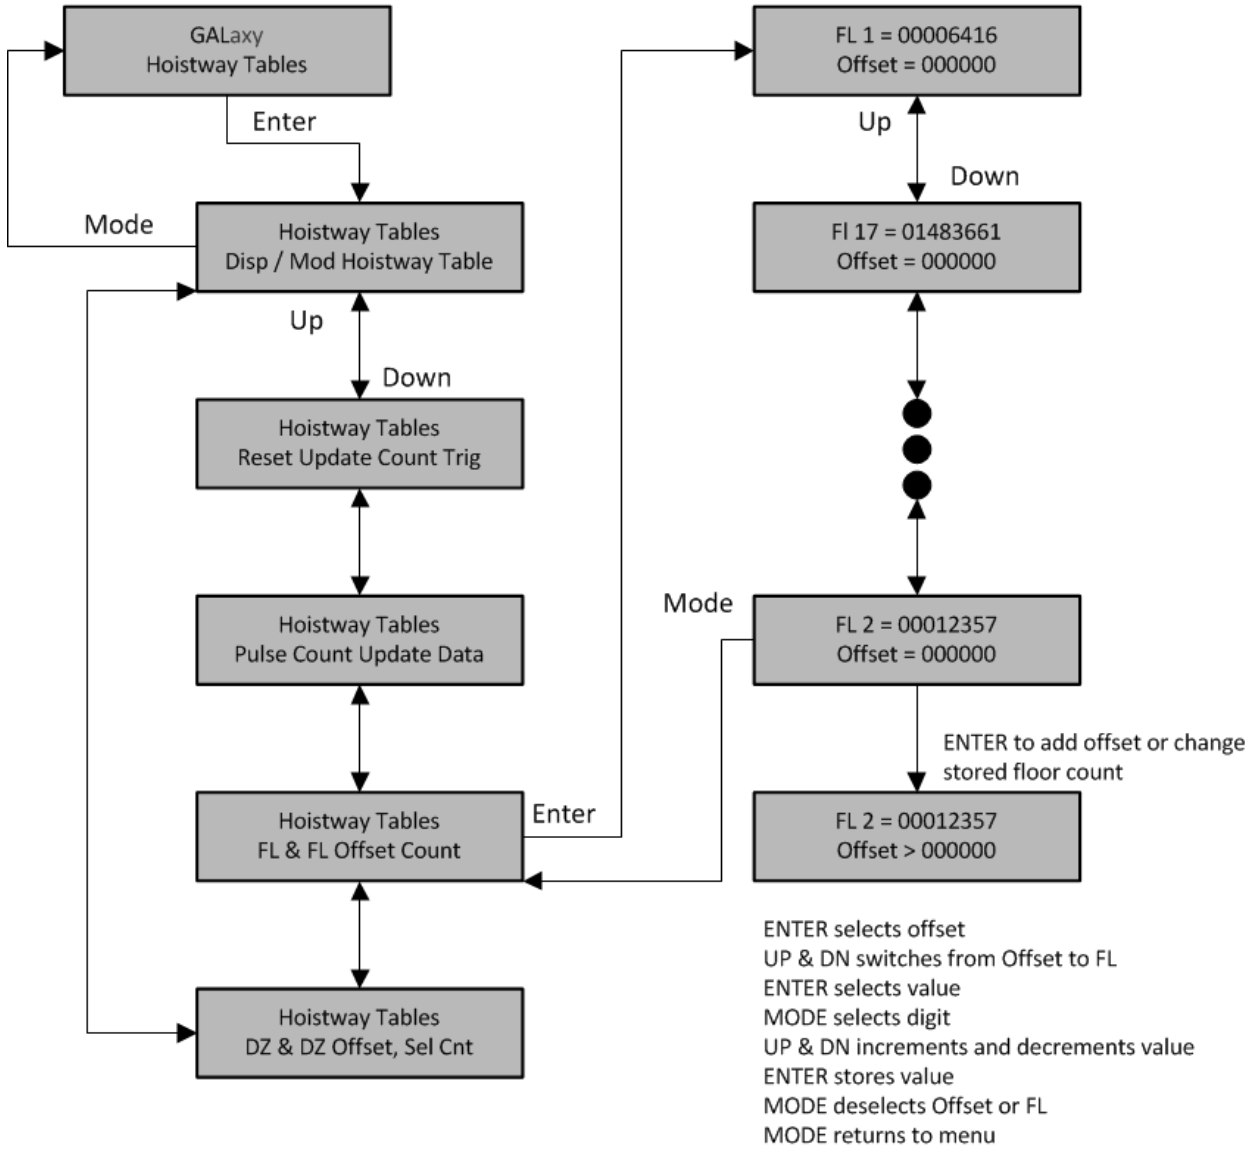 GALaxy
Hoistway Tables
Enter
Mode
Hoistway Tables
Disp / Mod Hoistway Table
Up
Down
Hoistway Tables
Reset Update Count Trig
Hoistway Tables
Pulse Count Update Data
Hoistway Tables
FL & FL Offset Count
Enter
Hoistway Tables
DZ & DZ Offset, Sel Cnt
FL 1 = 00006416
Offset = 000000
Up
Down
Fl 17 = 01483661
Offset = 000000
Mode
FL 2 = 00012357
Offset = 000000
ENTER to add offset or change
stored floor count
FL 2 = 00012357
Offset > 000000
ENTER selects offset
UP & DN switches from Offset to FL
ENTER selects value
MODE selects digit
UP & DN increments and decrements value
ENTER stores value
MODE deselects Offset or FL
MODE returns to menu